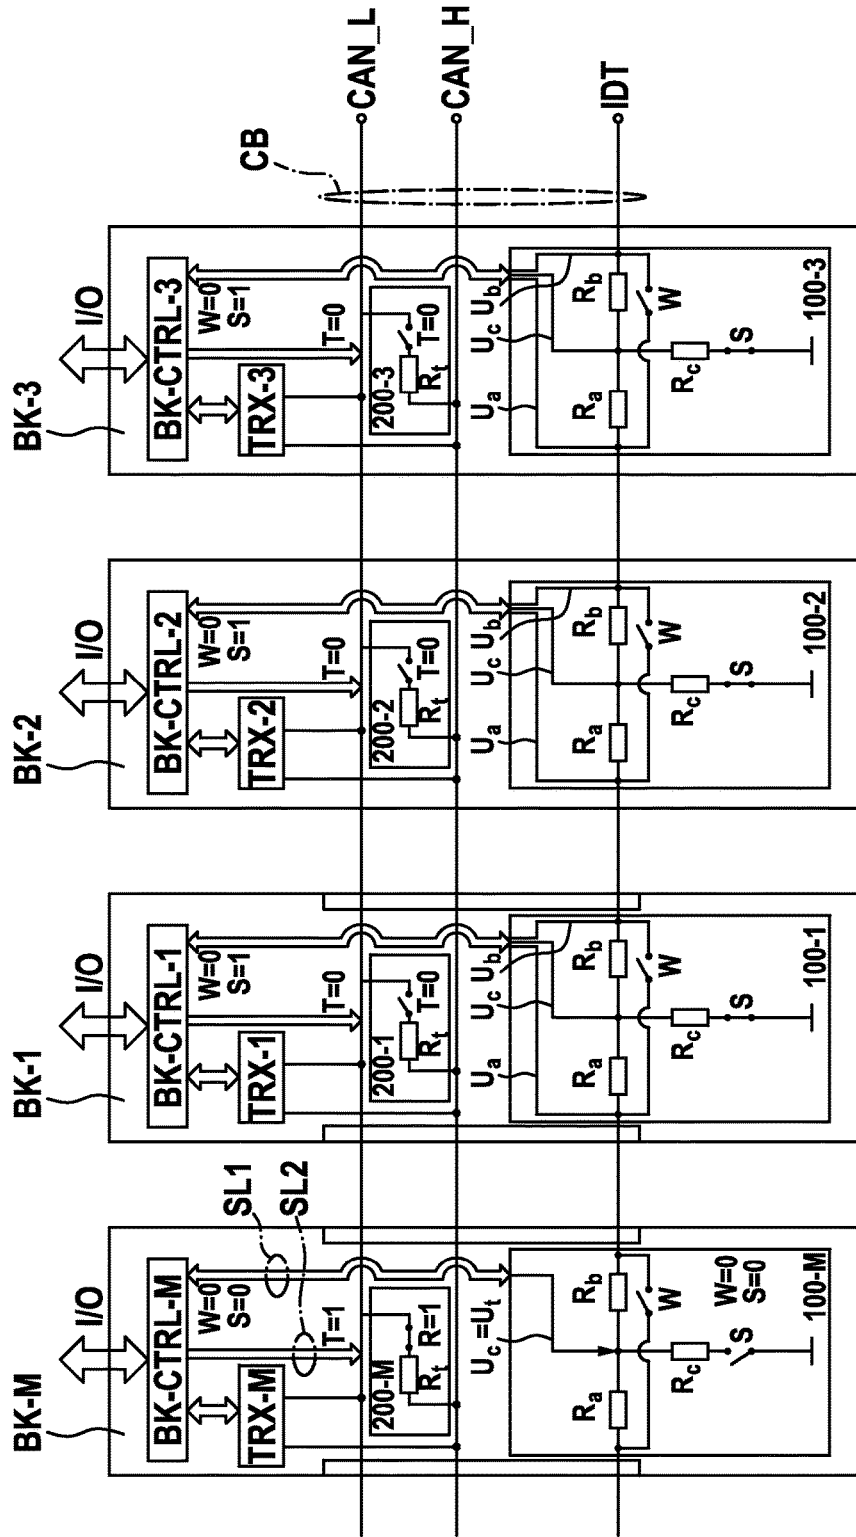 BK-M
I/O
BK-CTRL-M
W=0
S=0
SL1
SL2
TRX-M
T=1
200-M
R=1
Rt
Uc=Ut
Ra
Rb
W
W=0
S=0
Rc
S
100-M
BK-1
I/O
BK-CTRL-1
W=0
S=1
TRX-1
T=0
200-1
T=0
Rt
Ua
Uc
Ub
Ra
Rb
W
Rc
S
100-1
BK-2
I/O
BK-CTRL-2
W=0
S=1
TRX-2
T=0
200-2
T=0
Rt
Ua
Uc
Ub
Ra
Rb
W
Rc
S
100-2
BK-3
I/O
BK-CTRL-3
W=0
S=1
TRX-3
T=0
200-3
T=0
Rt
Ua
Uc
Ub
Ra
Rb
W
Rc
S
100-3
CB
CAN_L
CAN_H
IDT